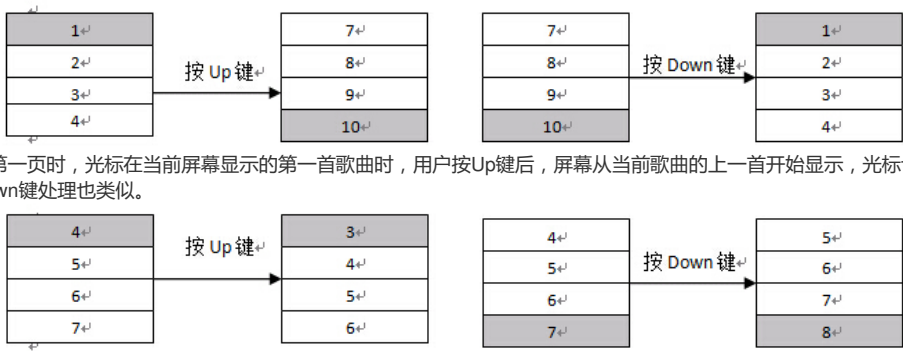 1 7 7 1
2 按 Up 键 8 8 按 Down 键 2
3 9 9 3
4 10 10 4
第一页时，光标在当前屏幕显示的第一首歌曲时，用户按Up键后，屏幕从当前歌曲的上一首开始显示，光标
wn键处理也类似。
4 按 Up 键 3 4 按 Down 键 5
5 4 5 6
6 5 6 7
7 6 7 8